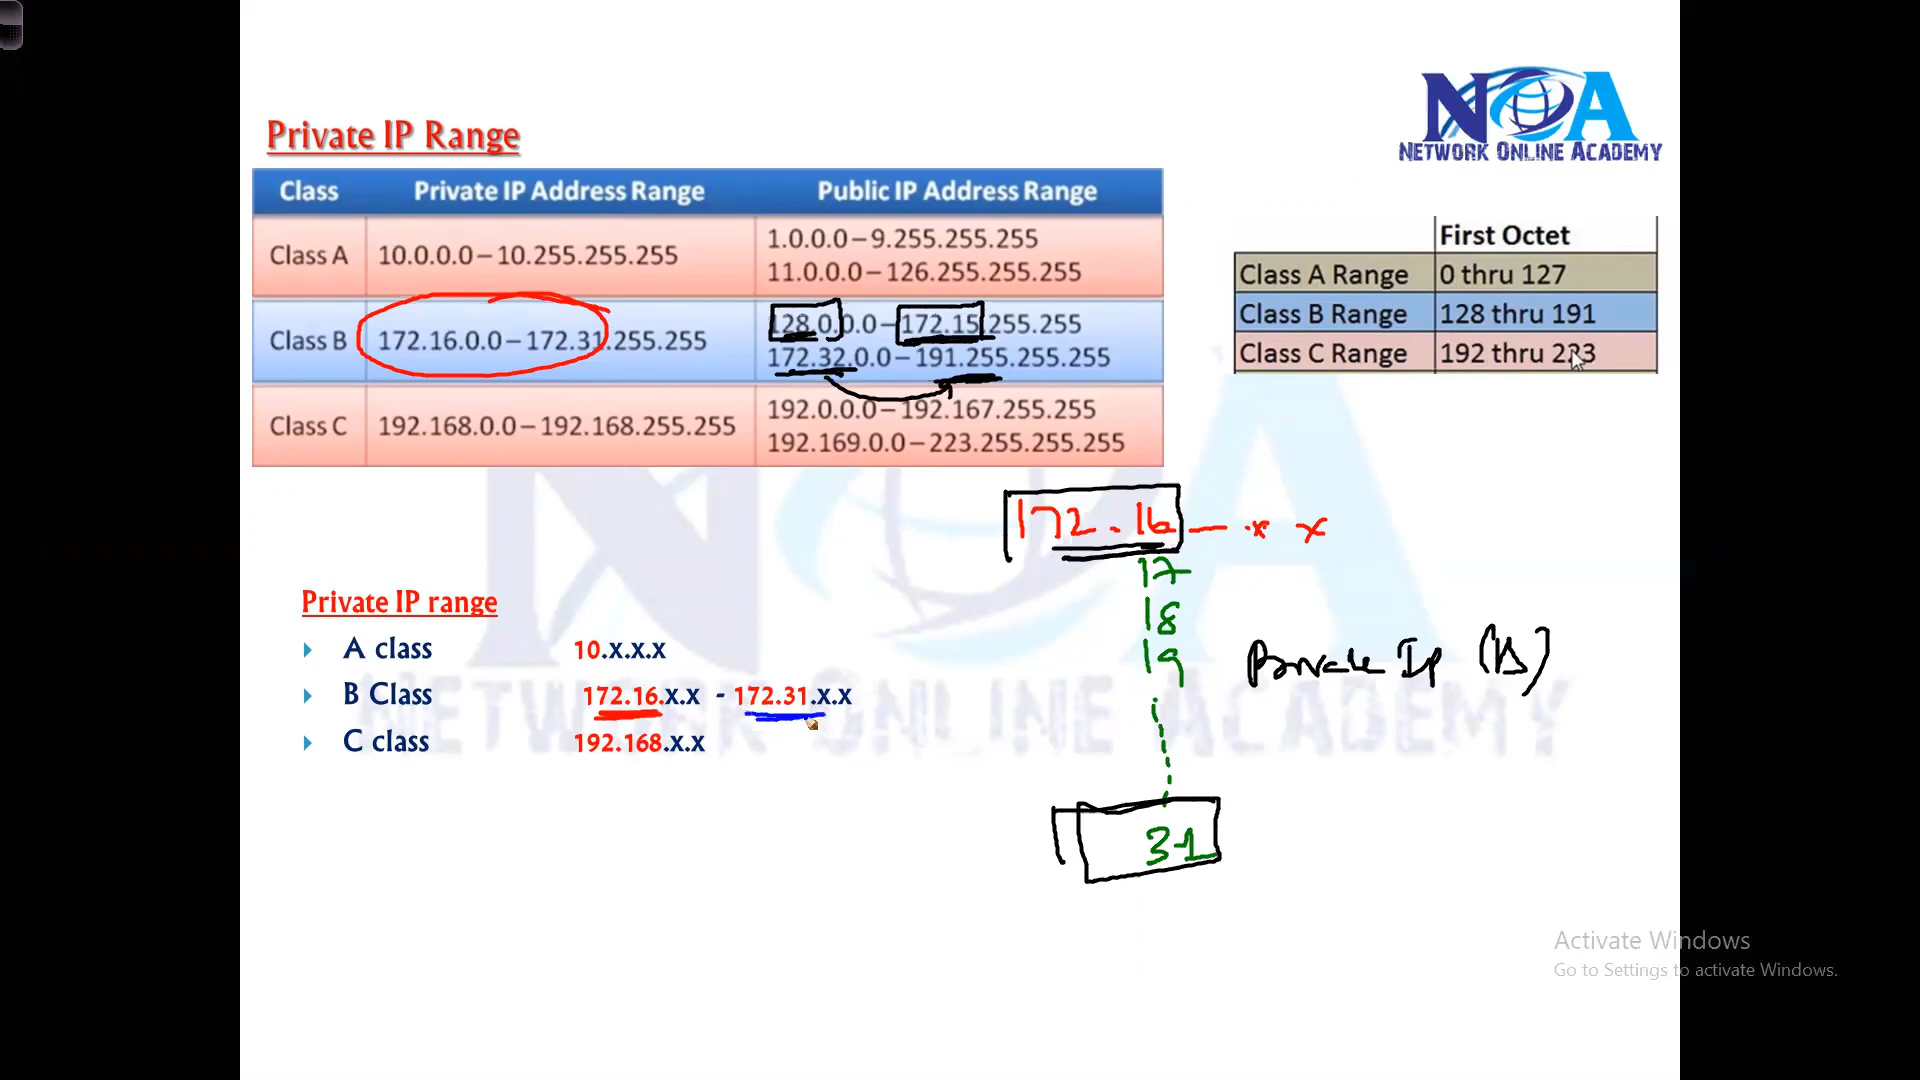 NOA
NETWORK ONLINE ACADEMY
Private IP Range
Class Private IP Address Range Public IP Address Range
Class A 10.0.0.0 – 10.255.255.255 1.0.0.0 – 9.255.255.255
11.0.0.0 – 126.255.255.255
Class B 172.16.0.0 – 172.31.255.255 128.0.0.0 – 172.15.255.255
172.32.0.0 – 191.255.255.255
Class C 192.168.0.0 – 192.168.255.255 192.0.0.0 – 192.167.255.255
192.169.0.0 – 223.255.255.255
First Octet
Class A Range 0 thru 127
Class B Range 128 thru 191
Class C Range 192 thru 223
172.16 — x x
17
18
19
31
Private Ip (B)
Private IP range
A class 10.x.x.x
B Class 172.16.x.x - 172.31.x.x
C class 192.168.x.x
NETWORK ONLINE ACADEMY
Activate Windows
Go to Settings to activate Windows.